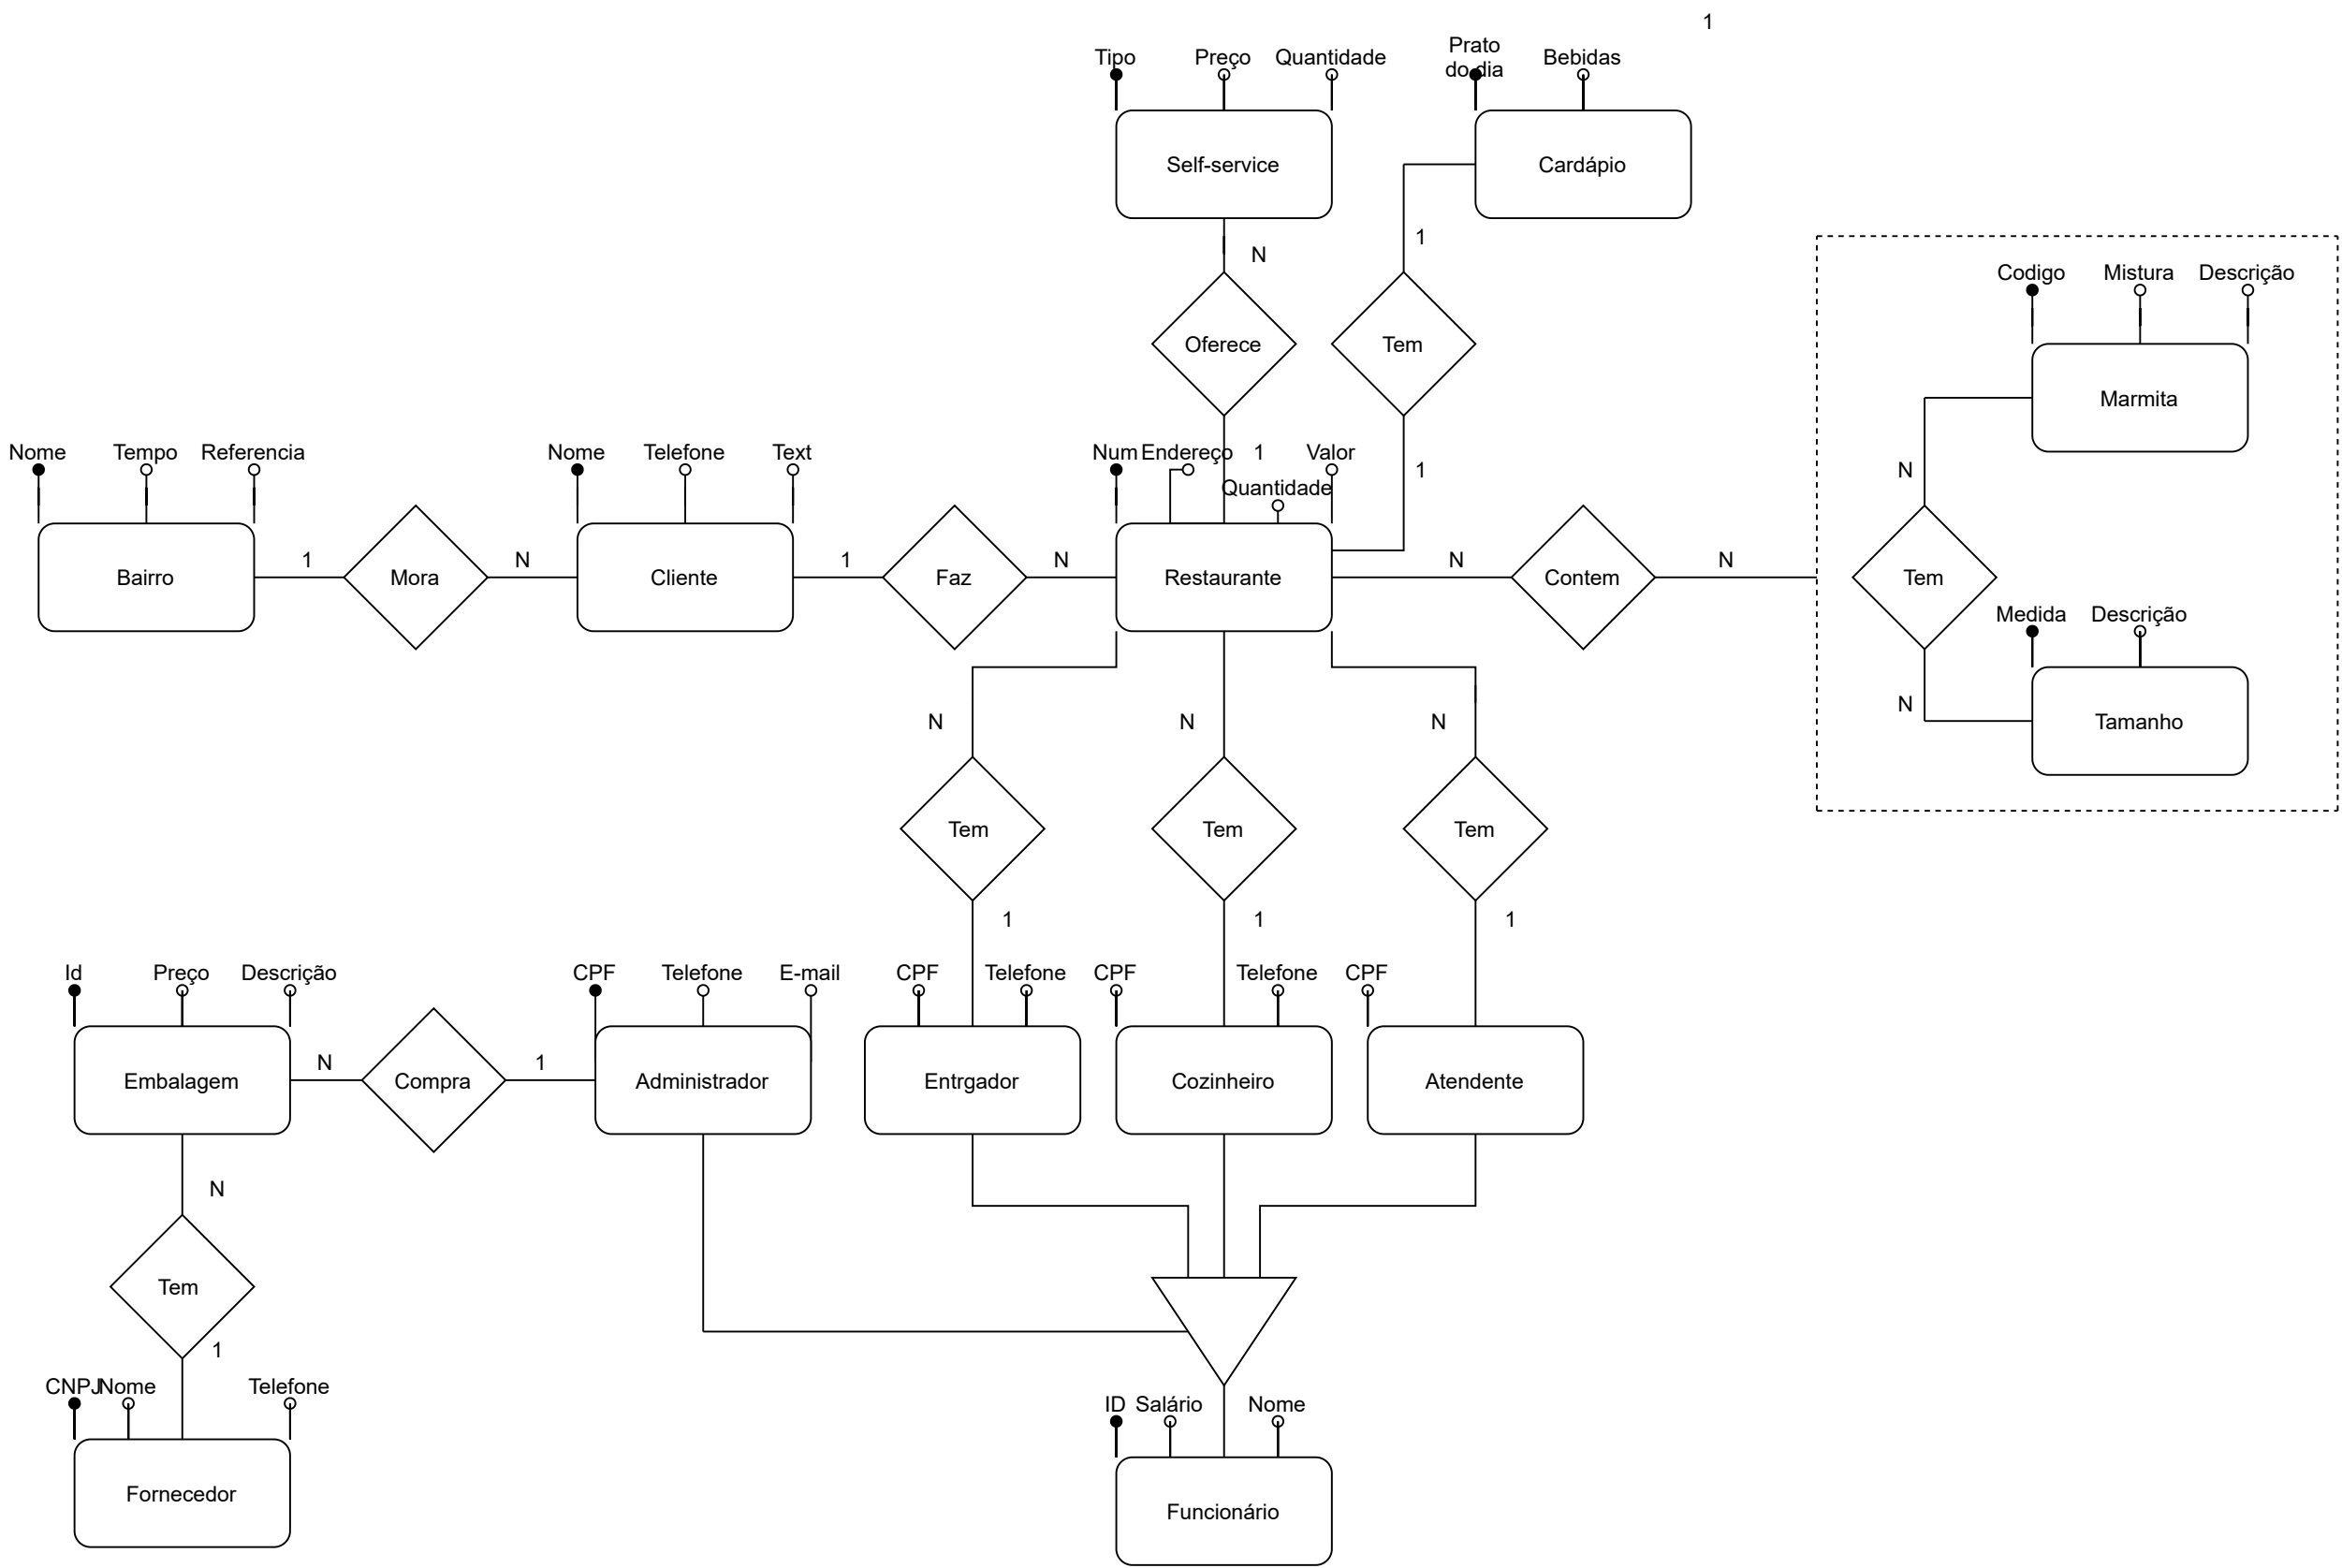 1
Tipo
Preço
Quantidade
Prato
do dia
Bebidas
Self-service
Cardápio
N
1
Codigo
Mistura
Descrição
Oferece
Tem
Marmita
Nome
Tempo
Referencia
Nome
Telefone
Text
Num
Endereço
1
Valor
Quantidade
1
N
Bairro
1
Mora
N
Cliente
1
Faz
N
Restaurante
N
Contem
N
Tem
Medida
Descrição
N
Tamanho
N
N
N
Tem
Tem
Tem
1
1
1
Id
Preço
Descrição
CPF
Telefone
E-mail
CPF
Telefone
CPF
Telefone
CPF
Embalagem
N
Compra
1
Administrador
Entrgador
Cozinheiro
Atendente
N
Tem
1
CNPJ
Nome
Telefone
ID
Salário
Nome
Fornecedor
Funcionário